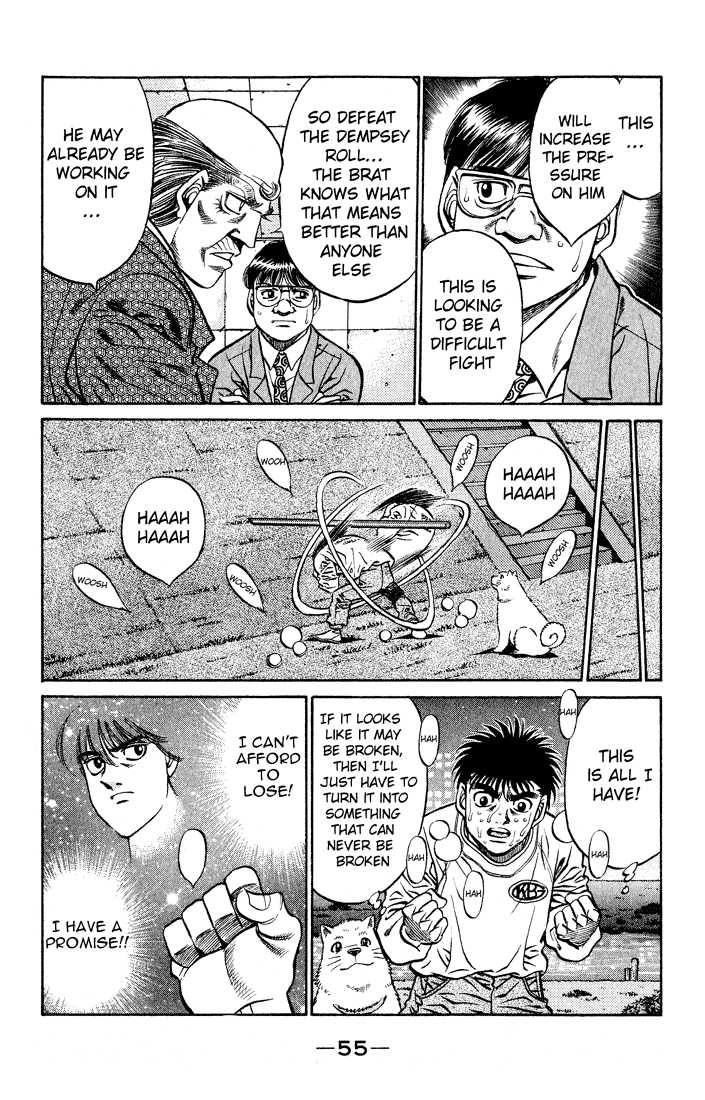 THIS
...
WILL
INCREASE
THE PRE-
SSURE
ON HIM
THIS IS
LOOKING
TO BE A
DIFFICULT
FIGHT
SO DEFEAT
THE DEMPSEY
ROLL...
THE BRAT
KNOWS WHAT
THAT MEANS
BETTER THAN
ANYONE
ELSE
HE MAY
ALREADY BE
WORKING
ON IT
...
WOOSH
HAAAH
HAAAH
WOOH
WOOSH
HAAAH
HAAAH
WOOSH
WOOSH
HAH
THIS
IS ALL I
HAVE!
HAH
HAH
HAH
HAH
KBG
IF IT LOOKS
LIKE IT MAY
BE BROKEN,
THEN I'LL
JUST HAVE TO
TURN IT INTO
SOMETHING
THAT CAN
NEVER BE
BROKEN
I CAN'T
AFFORD
TO
LOSE!
I HAVE A
PROMISE!!
—55—